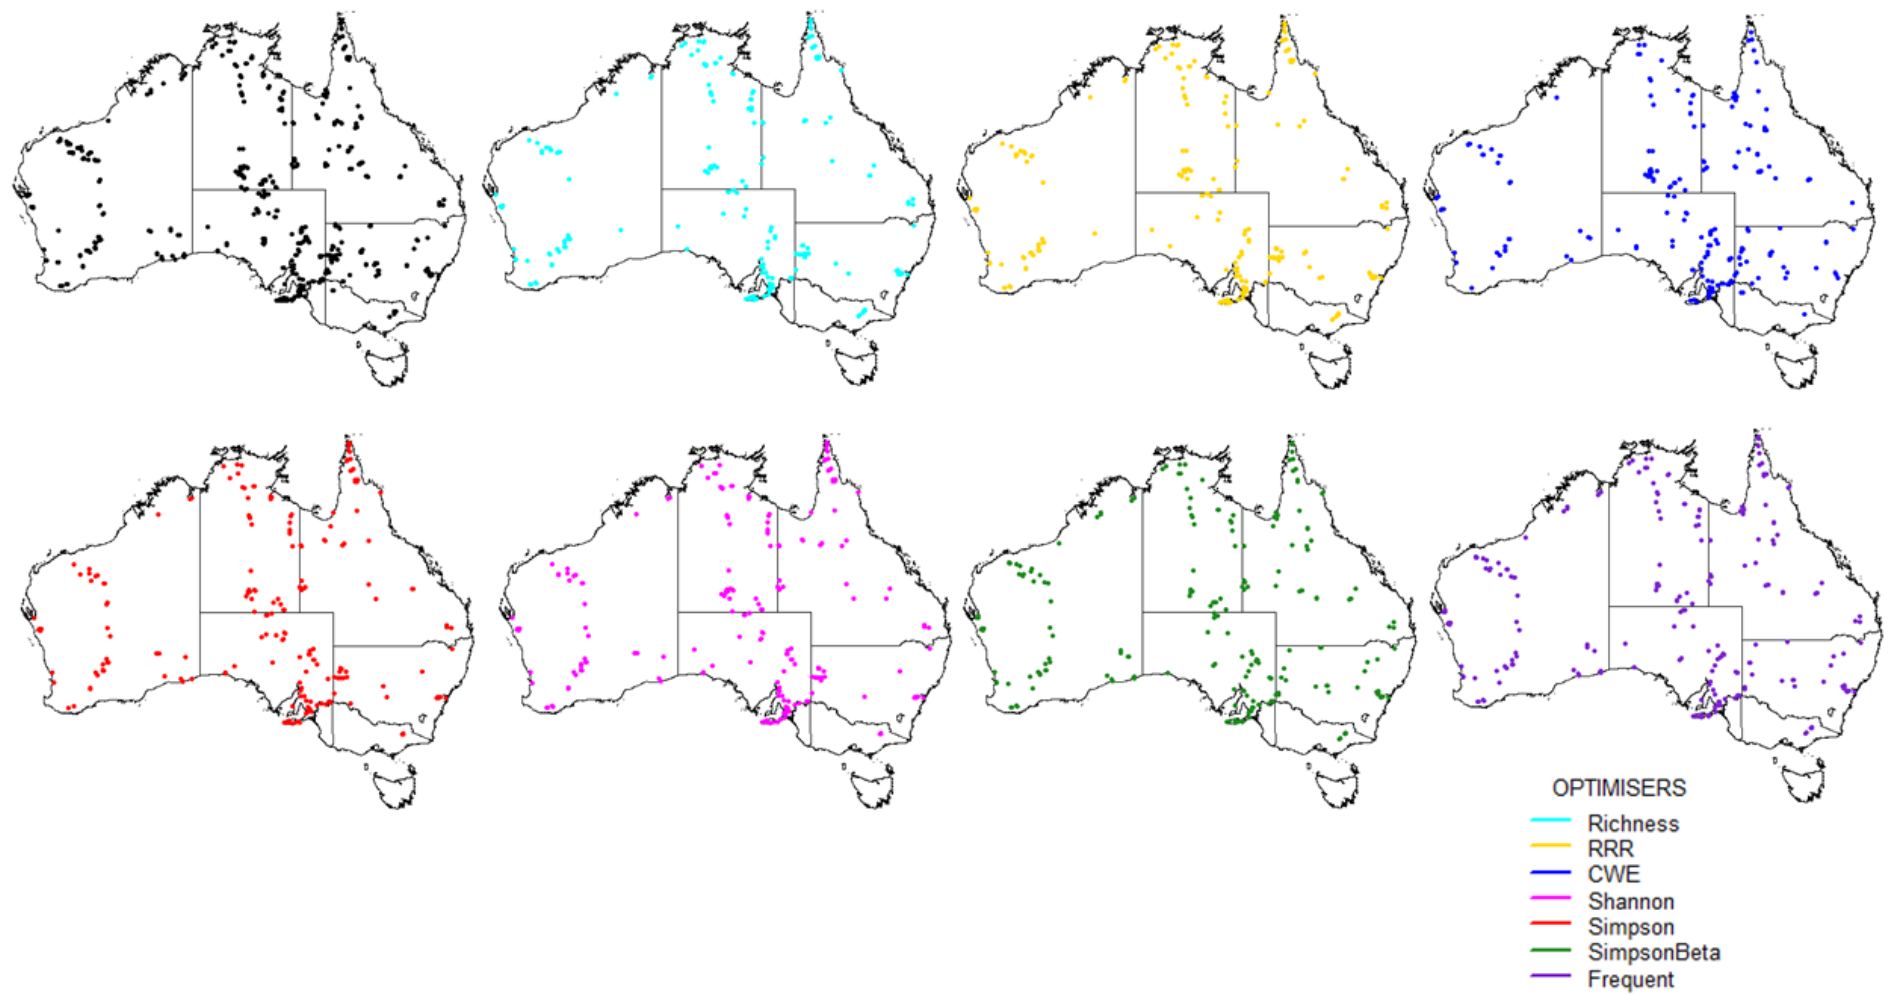 OPTIMISERS
Richness
RRR
CWE
Shannon
Simpson
SimpsonBeta
Frequent